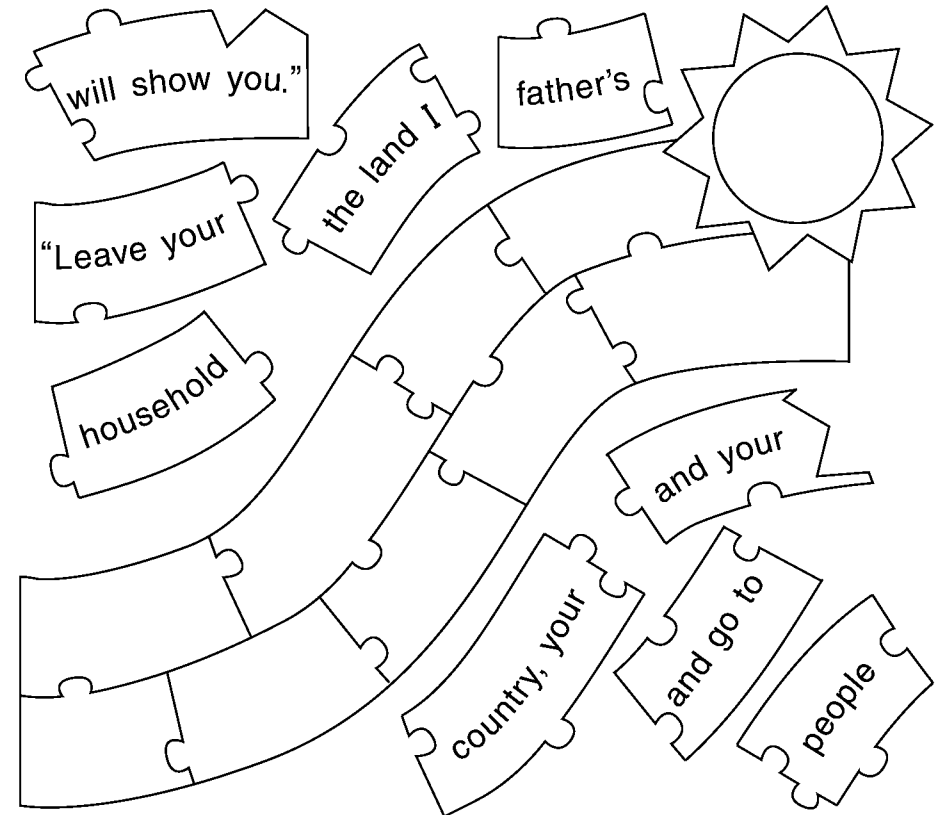 will show you.”
the land I
father’s
“Leave your
household
and your
country, your
and go to
people